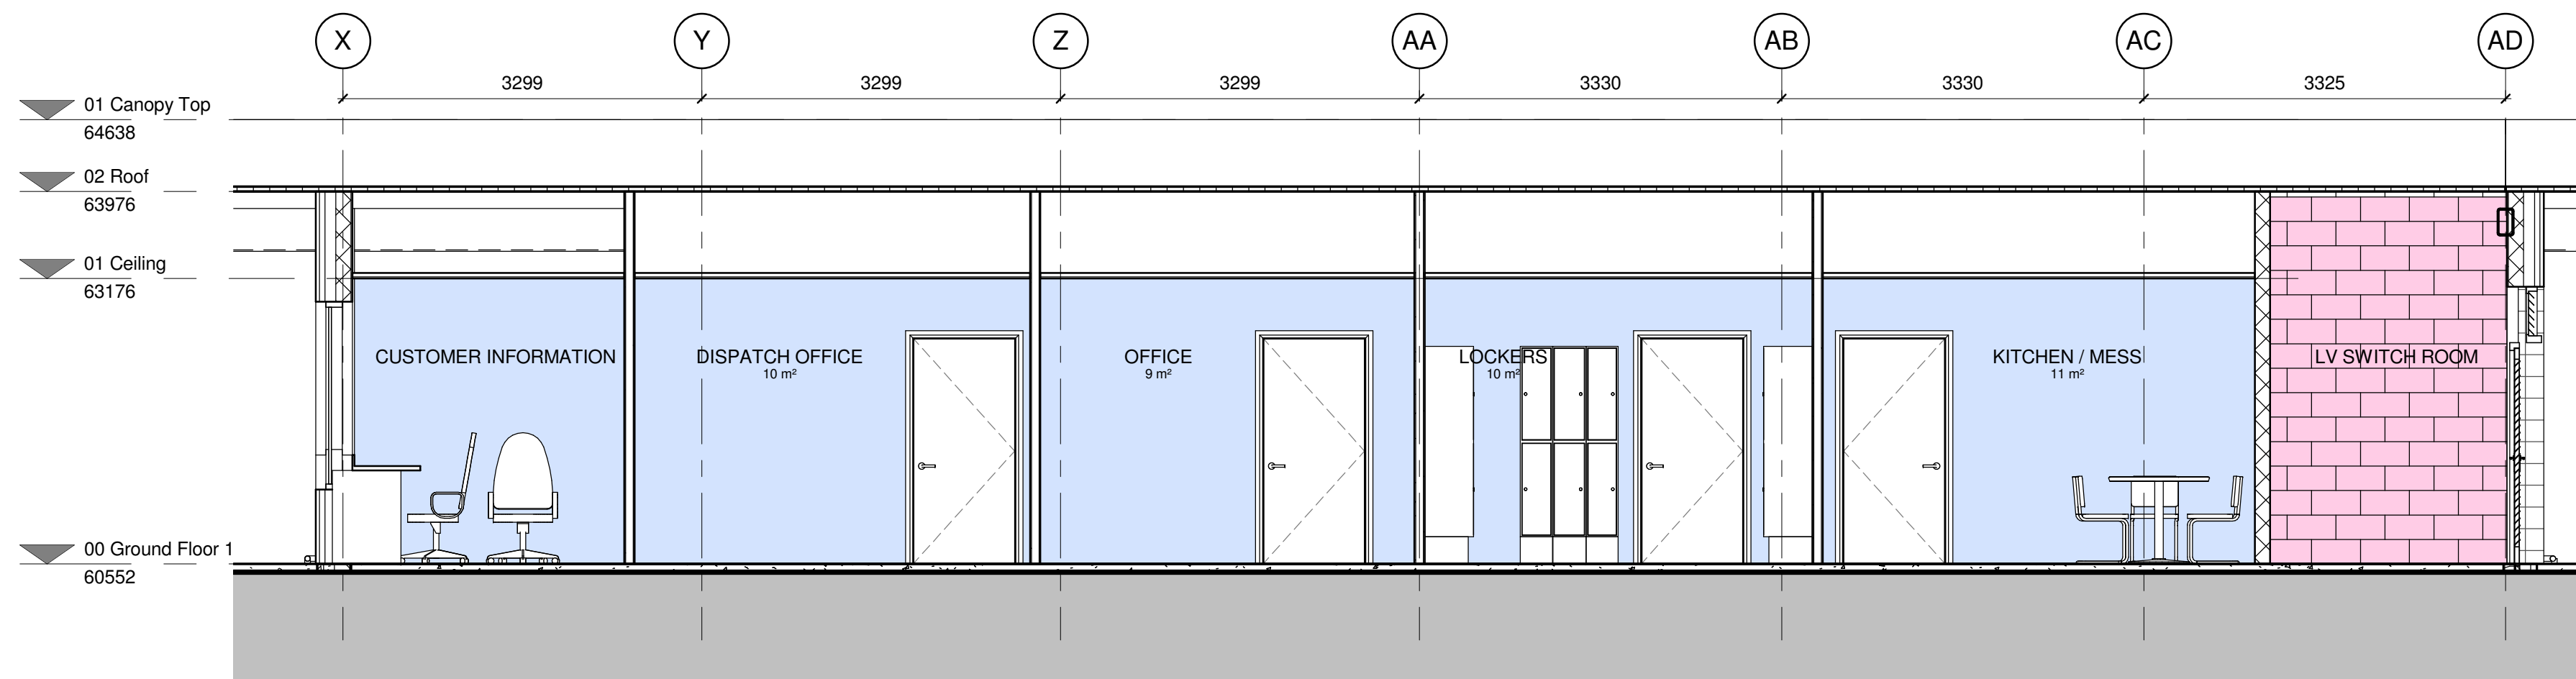 X Y Z AA AB AC AD
3299 3299 3299 3330 3330 3325
01 Canopy Top
64638
02 Roof
63976
01 Ceiling
63176
CUSTOMER INFORMATION
DISPATCH OFFICE
10 m²
OFFICE
9 m²
LOCKERS
10 m²
KITCHEN / MESS
11 m²
LV SWITCH ROOM
00 Ground Floor 1
60552